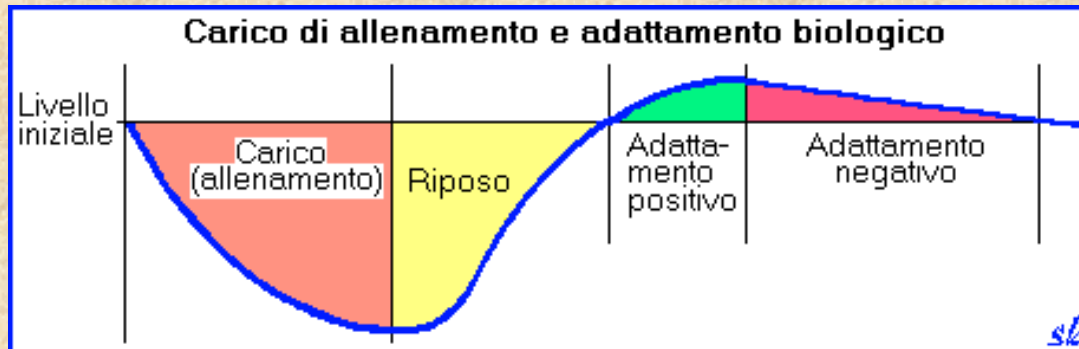 Carico di allenamento e adattamento biologico
Livello
iniziale
Carico
(allenamento)
Riposo
Adatta-
mento
positivo
Adattamento
negativo